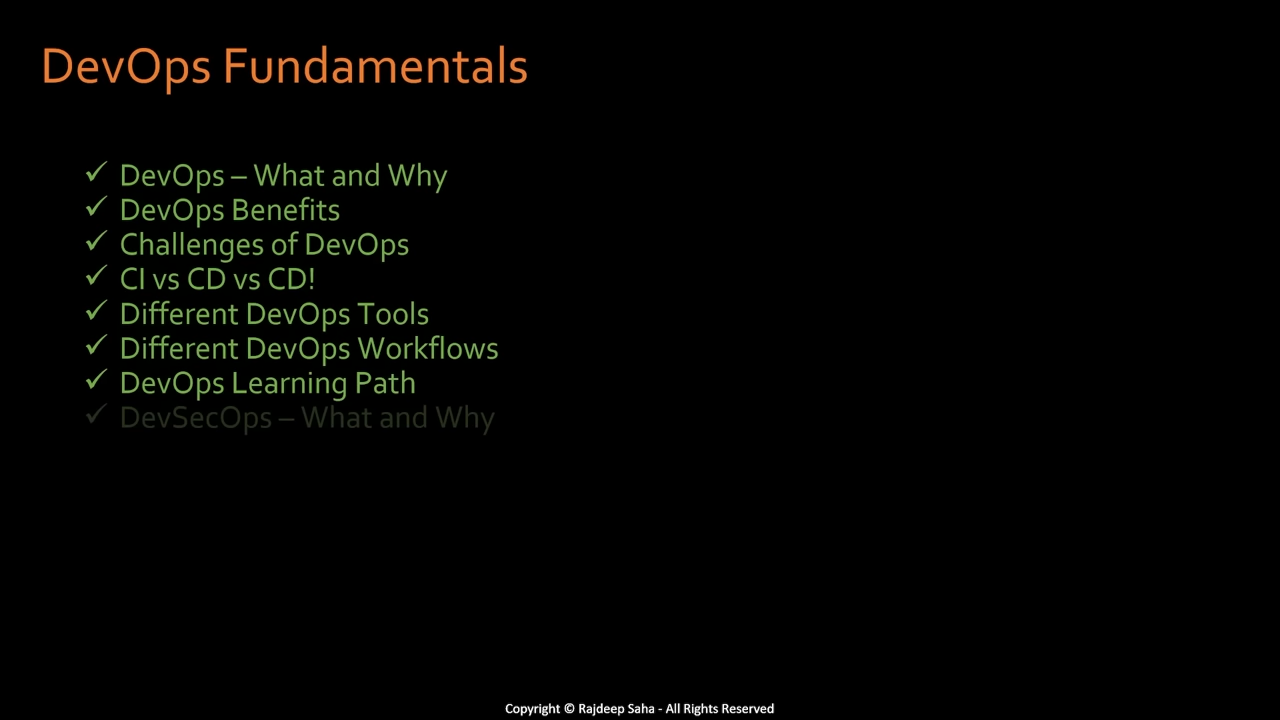 DevOps Fundamentals
✓ DevOps – What and Why
✓ DevOps Benefits
✓ Challenges of DevOps
✓ CI vs CD vs CD!
✓ Different DevOps Tools
✓ Different DevOps Workflows
✓ DevOps Learning Path
✓ DevSecOps – What and Why
Copyright © Rajdeep Saha - All Rights Reserved